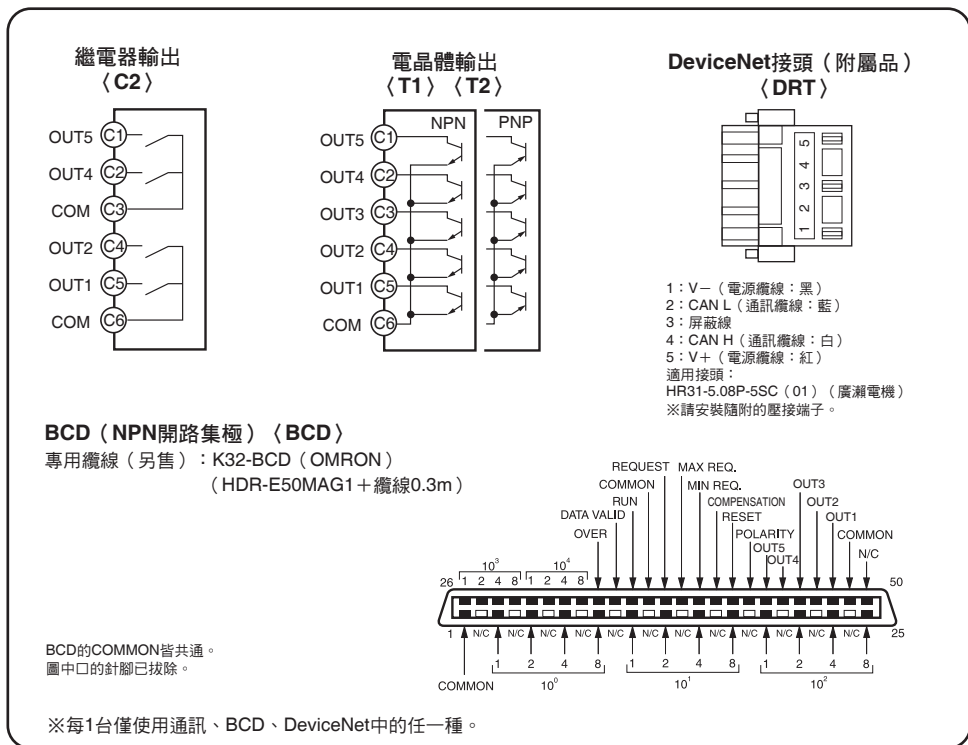 繼電器輸出
〈C2〉
OUT5 C1
OUT4 C2
COM C3
OUT2 C4
OUT1 C5
COM C6
電晶體輸出
〈T1〉〈T2〉
NPN PNP
OUT5 C1
OUT4 C2
OUT3 C3
OUT2 C4
OUT1 C5
COM C6
DeviceNet接頭（附屬品）
〈DRT〉
1 2 3 4 5
1：V－（電源纜線：黑）
2：CAN L（通訊纜線：藍）
3：屏蔽線
4：CAN H（通訊纜線：白）
5：V+（電源纜線：紅）
適用接頭：
HR31-5.08P-5SC（01）（廣瀨電機）
※請安裝隨附的壓接端子。
BCD（NPN開路集極）〈BCD〉
專用纜線（另售）：K32-BCD（OMRON）
（HDR-E50MAG1＋纜線0.3m）
REQUEST MAX REQ.
COMMON MIN REQ. OUT3
RUN COMPENSATION OUT2
DATA VALID RESET OUT1
OVER POLARITY COMMON
OUT5
OUT4 N/C
10³ 10⁴
26 1 2 4 8 1 2 4 8 50
1 N/C N/C N/C N/C N/C N/C N/C N/C N/C N/C N/C N/C 25
1 2 4 8 1 2 4 8 1 2 4 8
COMMON 10⁰ 10¹ 10²
BCD的COMMON皆共通。
圖中口的針腳已拔除。
※每1台僅使用通訊、BCD、DeviceNet中的任一種。